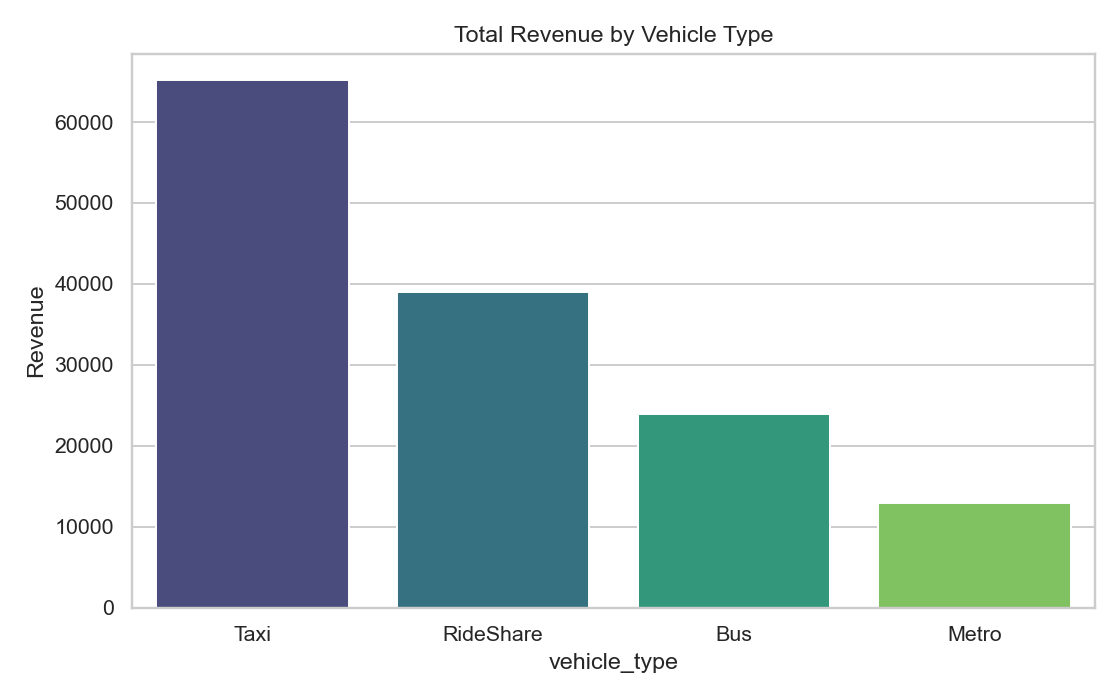 Total Revenue by Vehicle Type
Revenue
60000
50000
40000
30000
20000
10000
0
Taxi
RideShare
Bus
Metro
vehicle_type